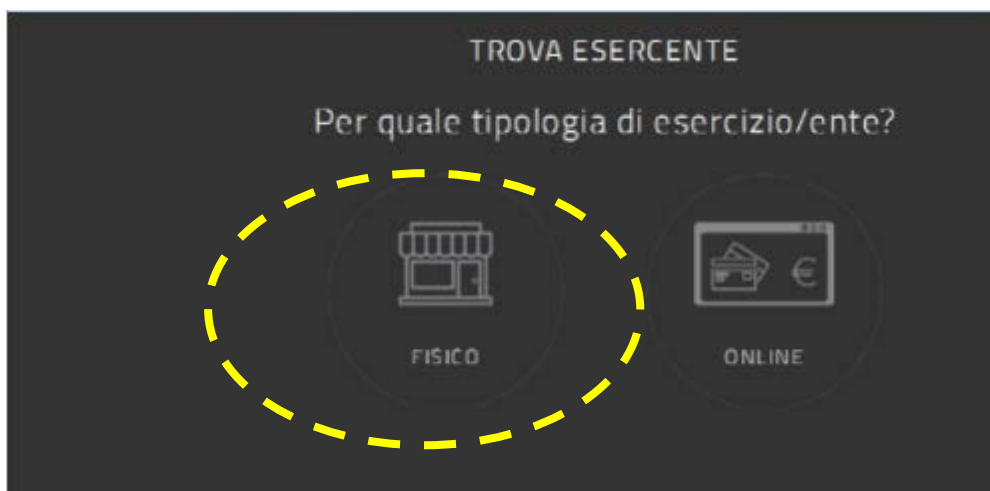 TROVA ESERCENTE
Per quale tipologia di esercizio/ente?
€
FISICO
ONLINE